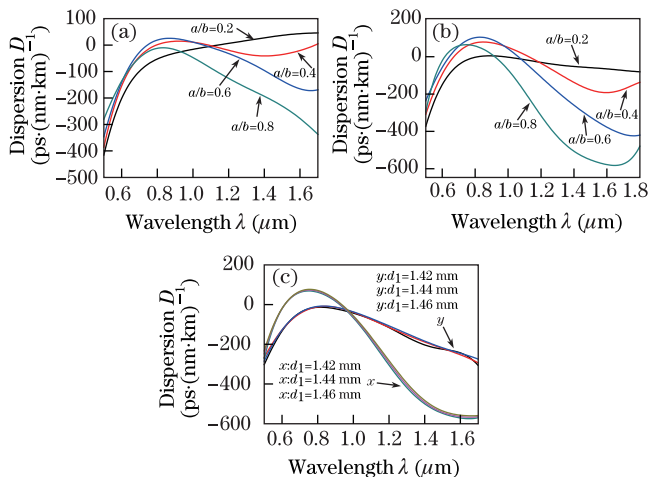 (a)
a/b=0.2
a/b=0.4
a/b=0.6
a/b=0.8
100
0
−100
−200
−300
−400
−500
0.6 0.8 1.0 1.2 1.4 1.6
Dispersion D
(ps·(nm·km)⁻¹)
Wavelength λ (μm)
(b)
a/b=0.2
a/b=0.4
a/b=0.6
a/b=0.8
200
0
−200
−400
−600
0.6 0.8 1.0 1.2 1.4 1.6 1.8
Dispersion D
(ps·(nm·km)⁻¹)
Wavelength λ (μm)
(c)
y:d1=1.42 mm
y:d1=1.44 mm
y:d1=1.46 mm
y
x:d1=1.42 mm
x:d1=1.44 mm
x:d1=1.46 mm
x
200
0
−200
−400
−600
0.6 0.8 1.0 1.2 1.4 1.6
Dispersion D
(ps·(nm·km)⁻¹)
Wavelength λ (μm)